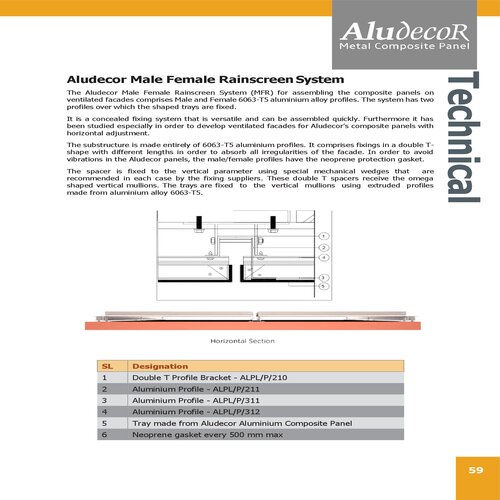 AludecoR
Metal Composite Panel
Technical
Aludecor Male Female Rainscreen System
The Aludecor Male Female Rainscreen System (MFR) for assembling the composite panels on
ventilated facades comprises Male and Female 6063-T5 aluminium alloy profiles. The system has two
profiles over which the shaped trays are fixed.
It is a concealed fixing system that is versatile and can be assembled quickly. Furthermore it has
been studied especially in order to develop ventilated facades for Aludecor's composite panels with
horizontal adjustment.
The substructure is made entirely of 6063-T5 aluminium profiles. It comprises fixings in a double T-
shape with different lengths in order to absorb all irregularities of the facade. In order to avoid
vibrations in the Aludecor panels, the male/female profiles have the neoprene protection gasket.
The spacer is fixed to the vertical parameter using special mechanical wedges that are
recommended in each case by the fixing suppliers. These double T spacers receive the omega
shaped vertical mullions. The trays are fixed to the vertical mullions using extruded profiles
made from aluminium alloy 6063-T5.
1
2
4
3
5
Horizontal Section
SL Designation
1 Double T Profile Bracket - ALPL/P/210
2 Aluminium Profile - ALPL/P/211
3 Aluminium Profile - ALPL/P/311
4 Aluminium Profile - ALPL/P/312
5 Tray made from Aludecor Aluminium Composite Panel
6 Neoprene gasket every 500 mm max
59